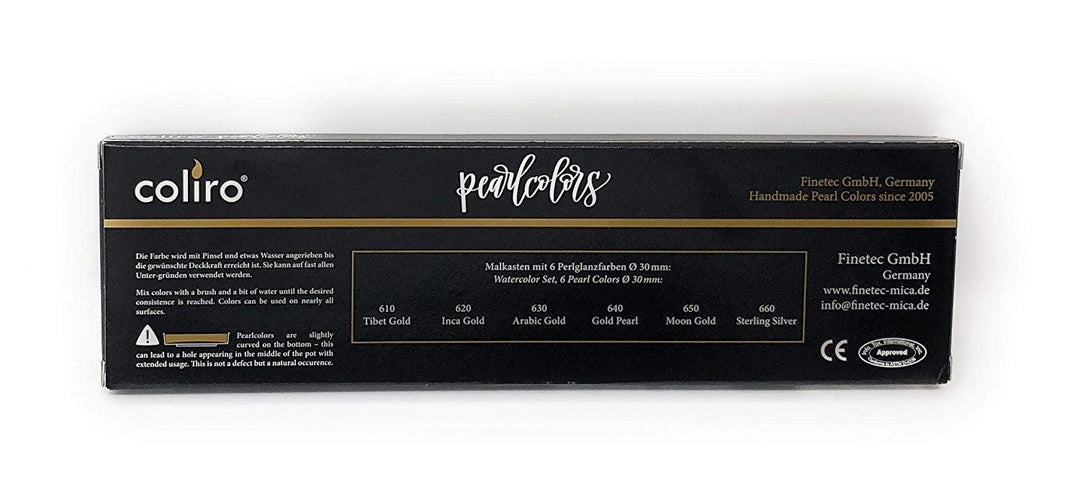 coliro®
pearlcolors
Finetec GmbH, Germany
Handmade Pearl Colors since 2005
Die Farbe wird mit Pinsel und etwas Wasser angerieben bis
die gewünschte Deckkraft erreicht ist. Sie kann auf fast allen
Unter-gründen verwendet werden.
Mix colors with a brush and a bit of water until the desired
consistence is reached. Colors can be used on nearly all
surfaces.
Pearlcolors are slightly
curved on the bottom – this
can lead to a hole appearing in the middle of the pot with
extended usage. This is not a defect but a natural occurence.
Malkasten mit 6 Perlglanzfarben Ø 30 mm:
Watercolor Set, 6 Pearl Colors Ø 30 mm:
610 620 630 640 650 660
Tibet Gold Inca Gold Arabic Gold Gold Pearl Moon Gold Sterling Silver
Finetec GmbH
Germany
www.finetec-mica.de
info@finetec-mica.de
CE
Approved